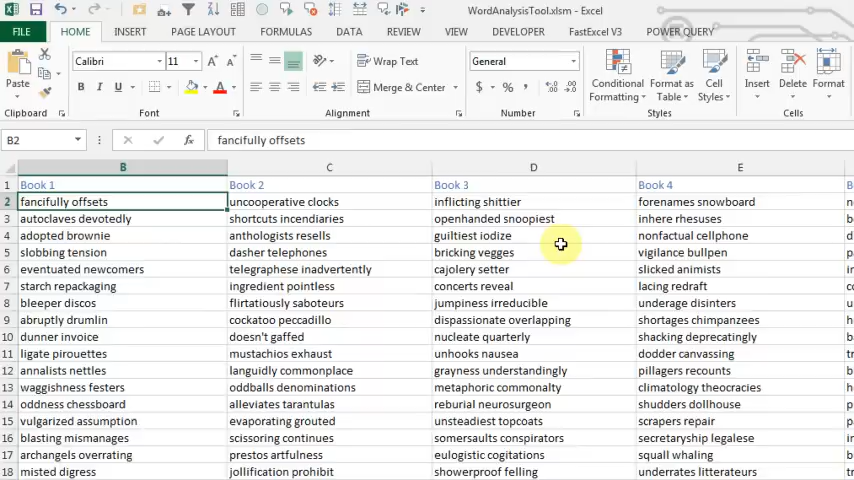 WordAnalysisTool.xlsm - Excel
FILE HOME INSERT PAGE LAYOUT FORMULAS DATA REVIEW VIEW DEVELOPER FastExcel V3 POWER QUERY
Paste
Clipboard
Calibri 11
B I U
Font
Wrap Text
Merge & Center
Alignment
General
$ % ,
Number
Conditional Formatting
Format as Table
Cell Styles
Styles
Insert Delete Format
Cells
B2 fx fancifully offsets
B C D E
1 Book 1 Book 2 Book 3 Book 4
2 fancifully offsets uncooperative clocks inflicting shittier forenames snowboard
3 autoclaves devotedly shortcuts incendiaries openhanded snoopiest inhere rhesuses
4 adopted brownie anthologists resells guiltiest iodize nonfactual cellphone
5 slobbing tension dasher telephones bricking vegges vigilance bullpen
6 eventuated newcomers telegraphese inadvertently cajolery setter slicked animists
7 starch repackaging ingredient pointless concerts reveal lacing redraft
8 bleeper discos flirtatiously saboteurs jumpiness irreducible underage disinters
9 abruptly drumlin cockatoo peccadillo dispassionate overlapping shortages chimpanzees
10 dunner invoice doesn't gaffed nucleate quarterly shacking deprecatingly
11 ligate pirouettes mustachios exhaust unhooks nausea dodder canvassing
12 annalists nettles languidly commonplace grayness understandingly pillagers recounts
13 waggishness festers oddballs denominations metaphoric commonalty climatology theocracies
14 oddness chessboard alleviates tarantulas reburial neurosurgeon shudders dollhouse
15 vulgarized assumption evaporating grouted unsteadiest topcoats scrapers repair
16 blasting mismanages scissoring continues somersaults conspirators secretaryship legalese
17 archangels overrating prestos artfulness eulogistic cogitations squall whaling
18 misted digress jollification prohibit showerproof felling underrates litterateurs